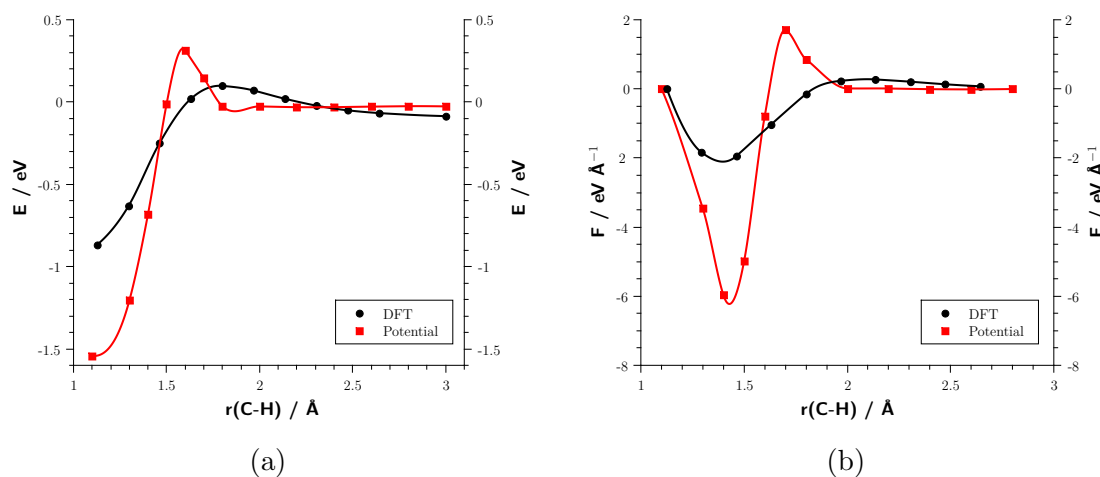 0.5
0
-0.5
-1
-1.5
E / eV
0.5
0
-0.5
-1
-1.5
E / eV
DFT
Potential
1 1.5 2 2.5 3
r(C-H) / Å
(a)
2
0
2
-4
-6
-8
F / eV Å⁻¹
2
0
-2
-4
-6
-8
F / eV Å⁻¹
DFT
Potential
1 1.5 2 2.5 3
r(C-H) / Å
(b)